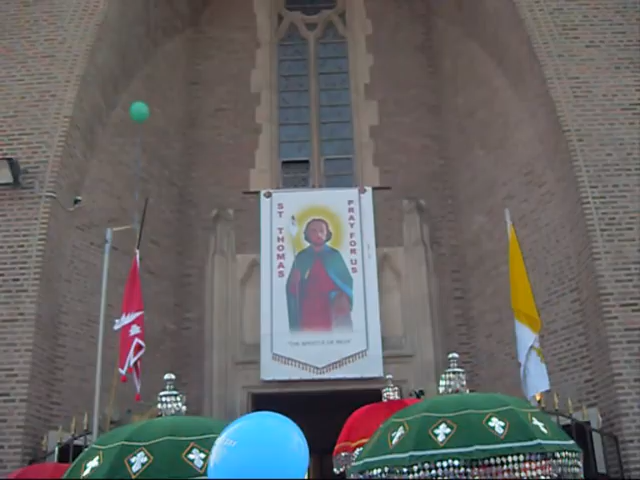 ST THOMAS
PRAY FOR US
"THE APOSTLE OF INDIA"